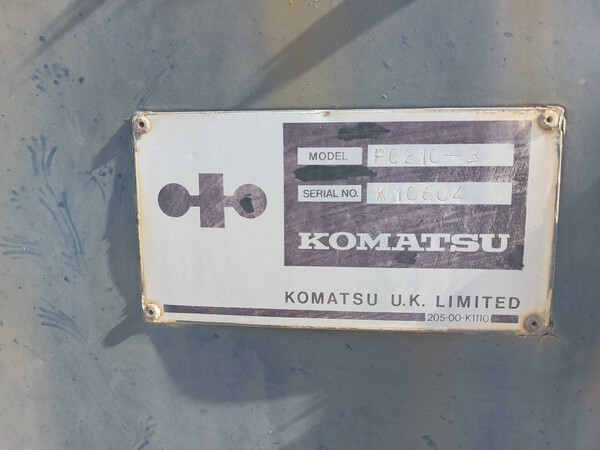 MODEL PC210-3
SERIAL NO. K10604
KOMATSU
KOMATSU U.K. LIMITED
205-00-K1110